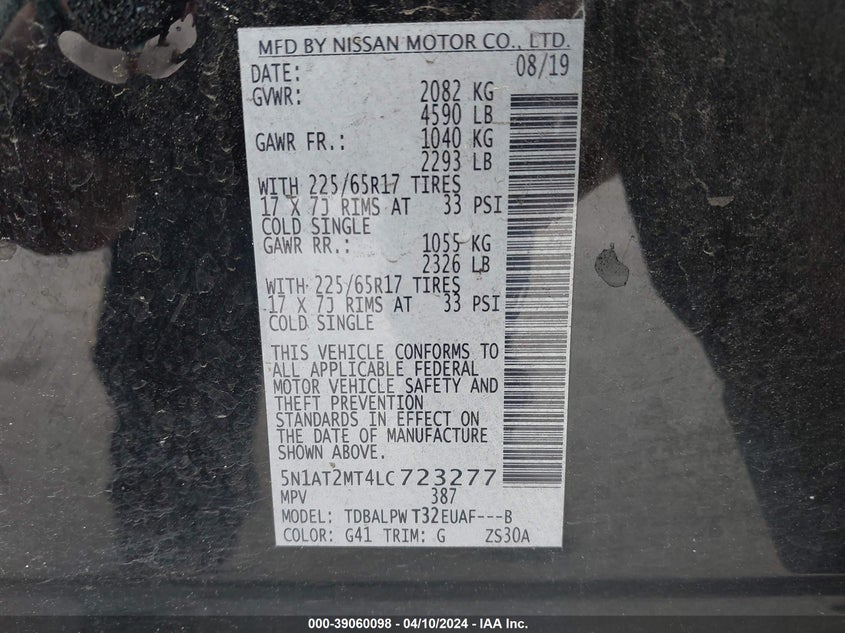 MFD BY NISSAN MOTOR CO., LTD.
DATE: 08/19
GVWR: 2082 KG
4590 LB
GAWR FR.: 1040 KG
2293 LB
WITH 225/65R17 TIRES
17 X 7J RIMS AT 33 PSI
COLD SINGLE
GAWR RR.: 1055 KG
2326 LB
WITH 225/65R17 TIRES
17 X 7J RIMS AT 33 PSI
COLD SINGLE
THIS VEHICLE CONFORMS TO
ALL APPLICABLE FEDERAL
MOTOR VEHICLE SAFETY AND
THEFT PREVENTION
STANDARDS IN EFFECT ON
THE DATE OF MANUFACTURE
SHOWN ABOVE.
5N1AT2MT4LC723277
MPV 387
MODEL: TDBALPW T32EUAF---B
COLOR: G41 TRIM: G ZS30A
000-39060098 - 04/10/2024 - IAA Inc.